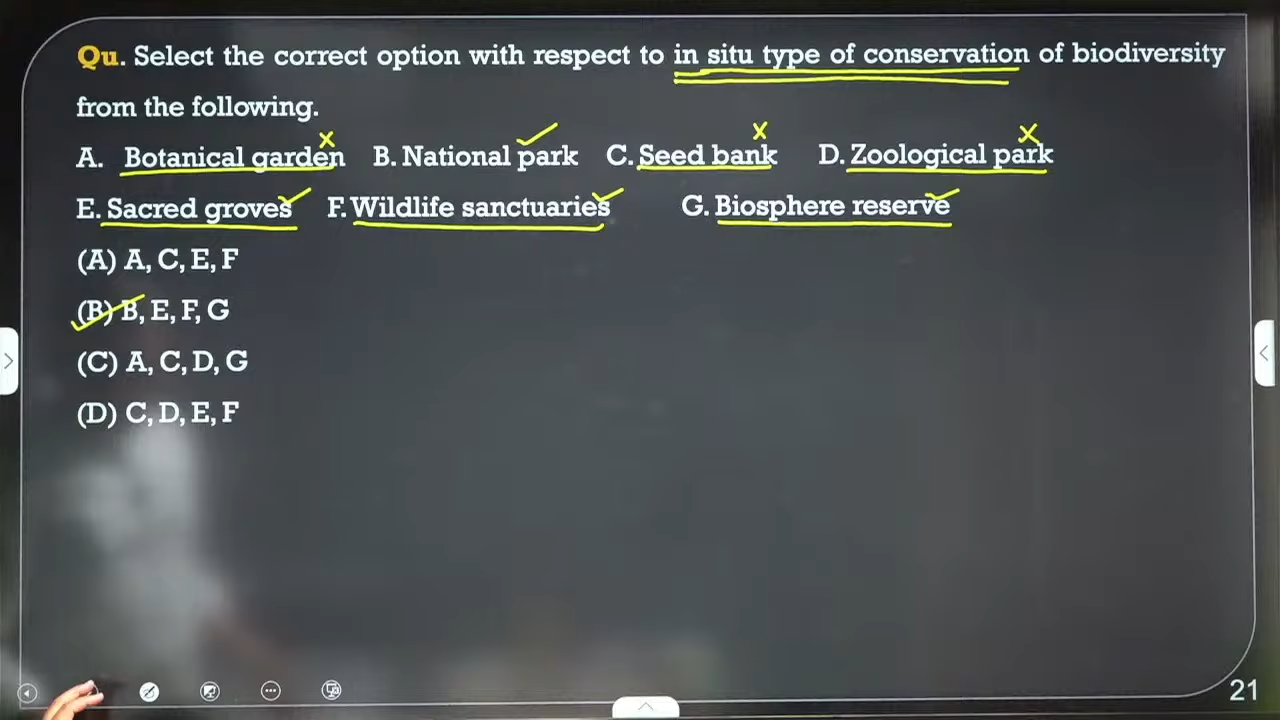 Qu. Select the correct option with respect to in situ type of conservation of biodiversity
from the following.
A. Botanical garden B. National park C. Seed bank D. Zoological park
E. Sacred groves F. Wildlife sanctuaries G. Biosphere reserve
(A) A, C, E, F
(B) B, E, F, G
(C) A, C, D, G
(D) C, D, E, F
21